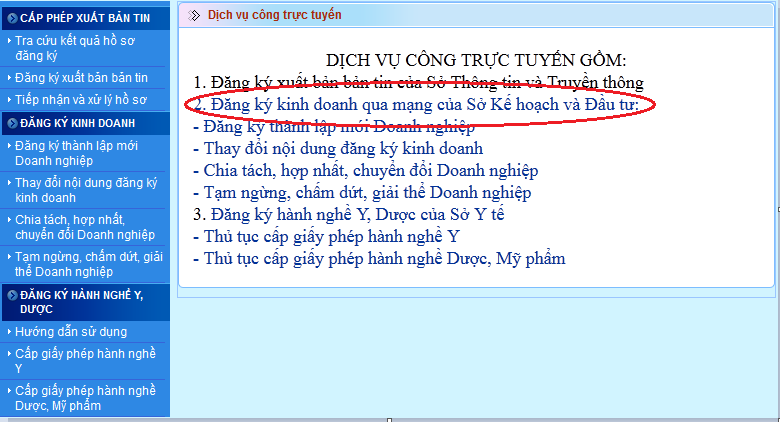 CẤP PHÉP XUẤT BẢN TIN
Tra cứu kết quả hồ sơ
đăng ký
Đăng ký xuất bản bản tin
Tiếp nhận và xử lý hồ sơ
ĐĂNG KÝ KINH DOANH
Đăng ký thành lập mới
Doanh nghiệp
Thay đổi nội dung đăng ký
kinh doanh
Chia tách, hợp nhất,
chuyển đổi Doanh nghiệp
Tạm ngừng, chấm dứt, giải
thể Doanh nghiệp
ĐĂNG KÝ HÀNH NGHỀ Y,
DƯỢC
Hướng dẫn sử dụng
Cấp giấy phép hành nghề
Y
Cấp giấy phép hành nghề
Dược, Mỹ phẩm
Dịch vụ công trực tuyến
DỊCH VỤ CÔNG TRỰC TUYẾN GỒM:
1. Đăng ký xuất bản bản tin của Sở Thông tin và Truyền thông
2. Đăng ký kinh doanh qua mạng của Sở Kế hoạch và Đầu tư:
- Đăng ký thành lập mới Doanh nghiệp
- Thay đổi nội dung đăng ký kinh doanh
- Chia tách, hợp nhất, chuyển đổi Doanh nghiệp
- Tạm ngừng, chấm dứt, giải thể Doanh nghiệp
3. Đăng ký hành nghề Y, Dược của Sở Y tế
- Thủ tục cấp giấy phép hành nghề Y
- Thủ tục cấp giấy phép hành nghề Dược, Mỹ phẩm